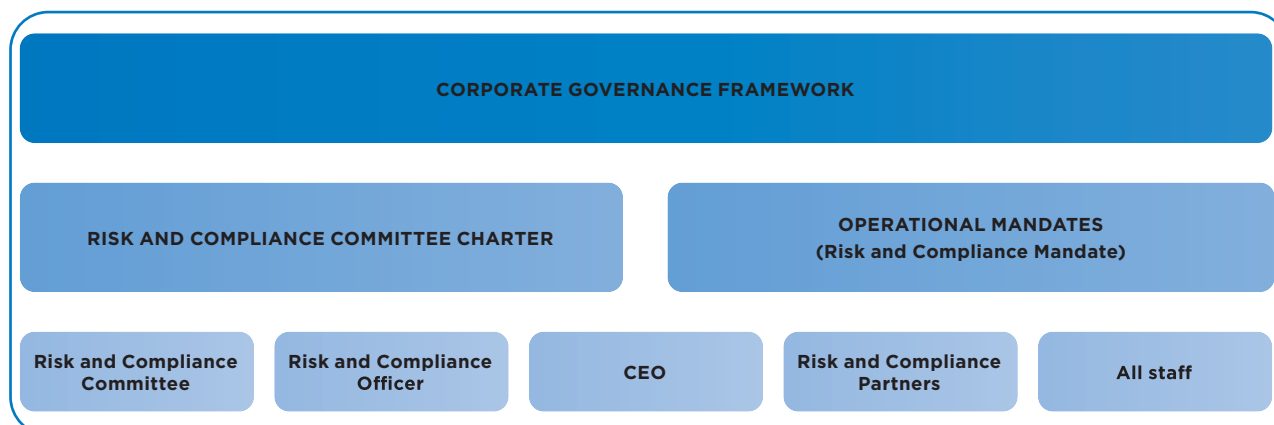 CORPORATE GOVERNANCE FRAMEWORK
RISK AND COMPLIANCE COMMITTEE CHARTER
OPERATIONAL MANDATES
(Risk and Compliance Mandate)
Risk and Compliance
Committee
Risk and Compliance
Officer
CEO
Risk and Compliance
Partners
All staff